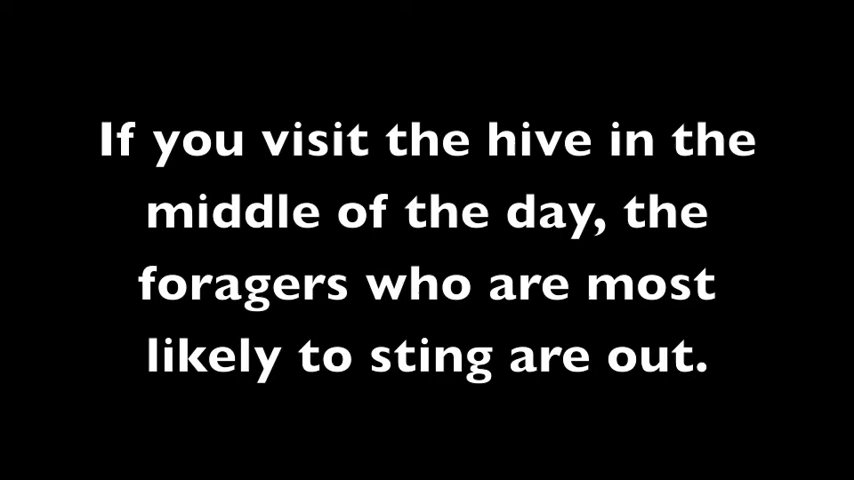 If you visit the hive in the
middle of the day, the
foragers who are most
likely to sting are out.